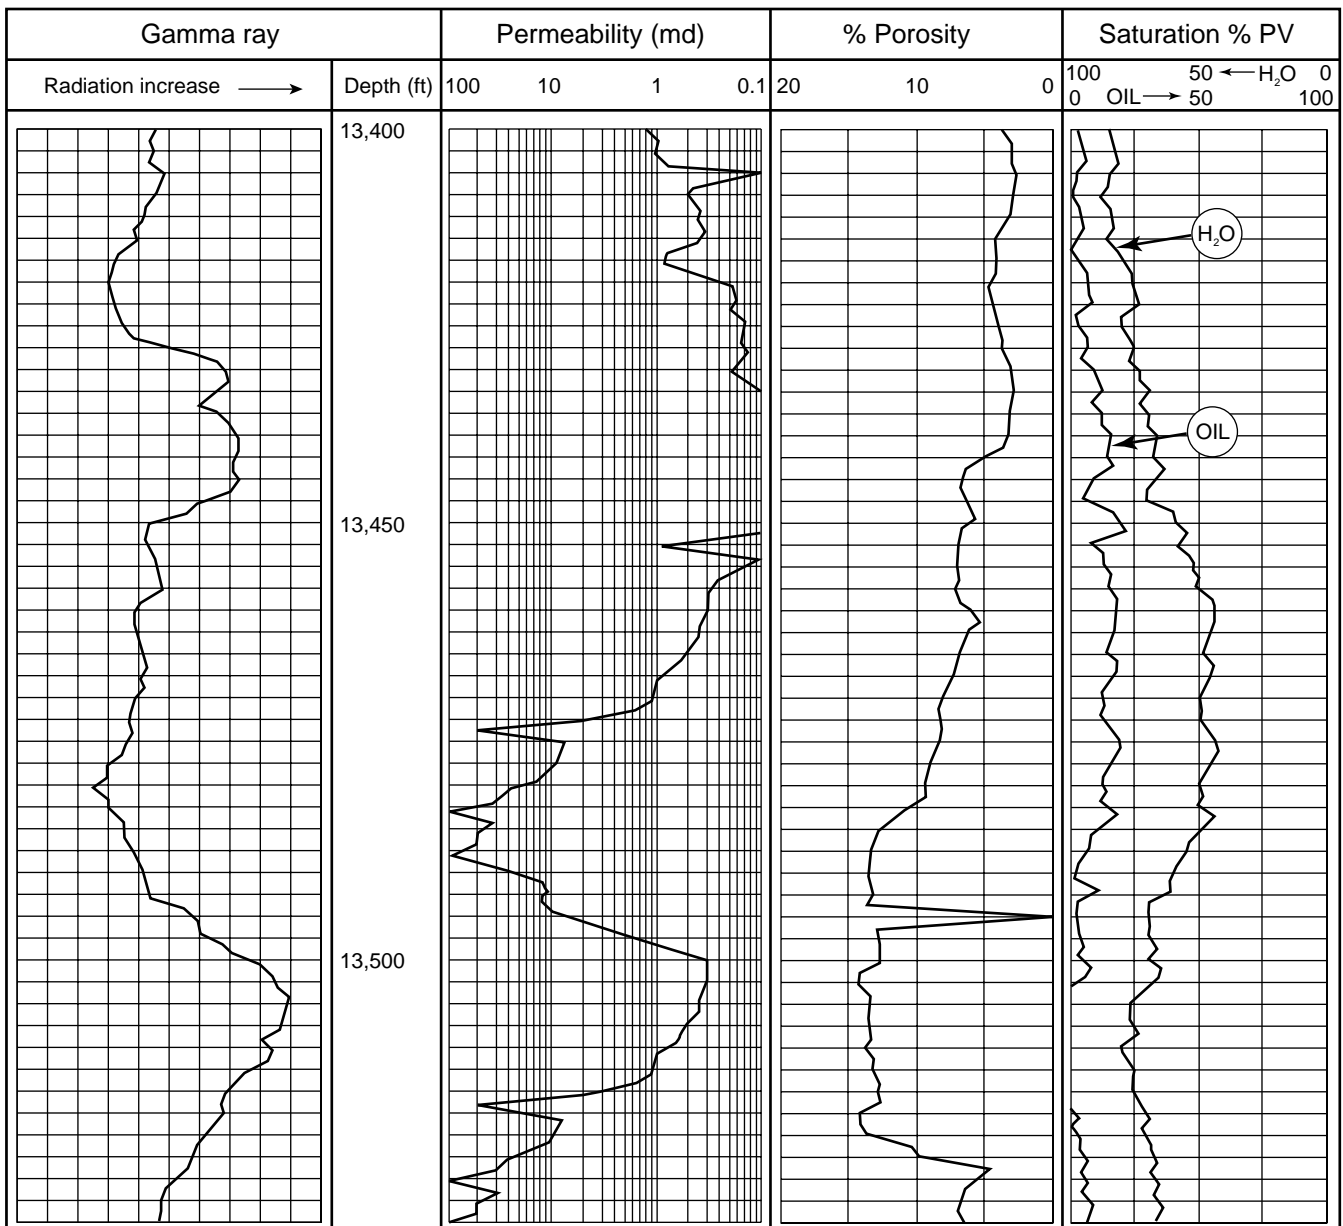 Gamma ray
Permeability (md)
% Porosity
Saturation % PV
Radiation increase →
Depth (ft)
100 10 1 0.1
20 10 0
100 50 ← H₂O 0
0 OIL → 50 100
13,400
H₂O
OIL
13,450
13,500